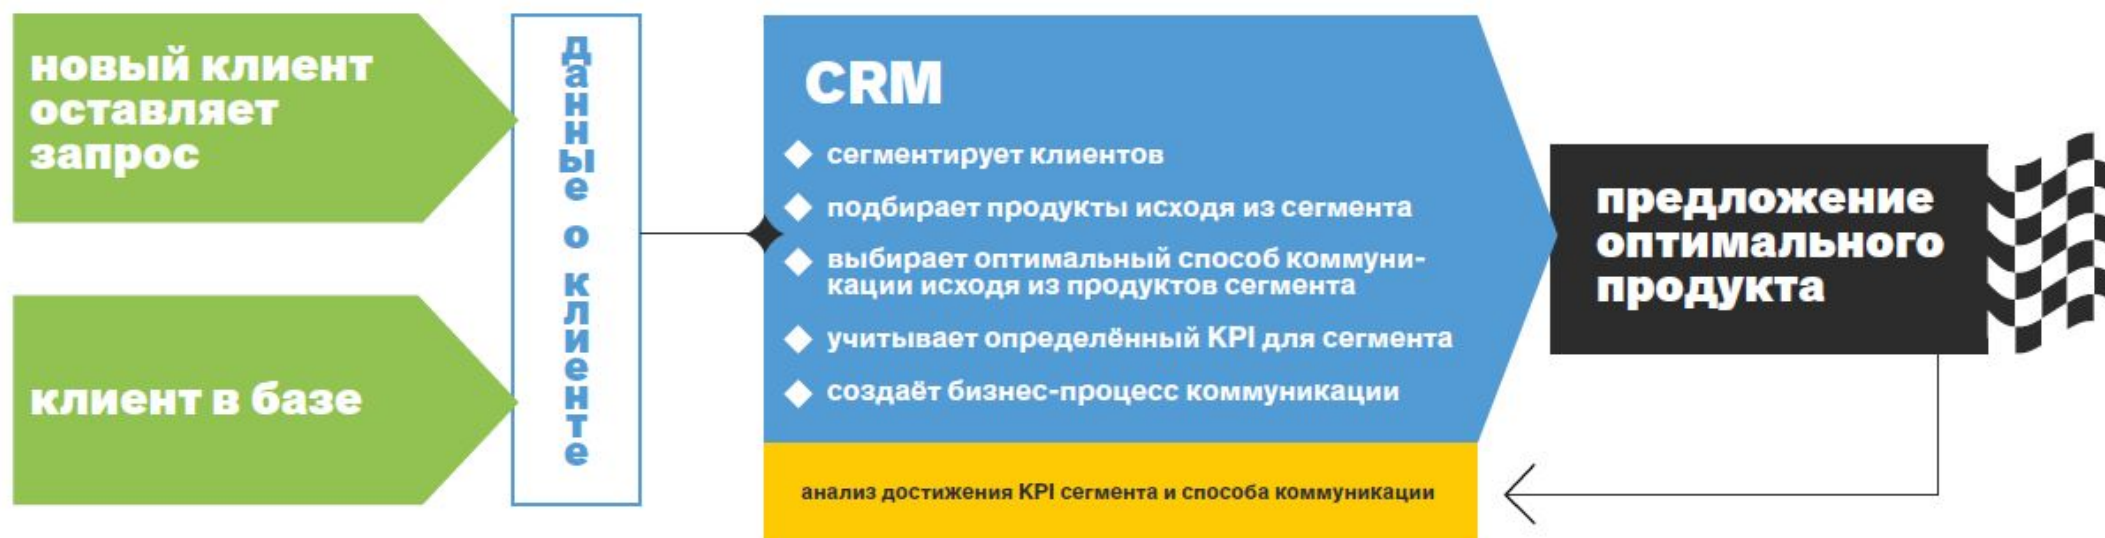 новый клиент
оставляет
запрос
клиент в базе
данные о клиенте
CRM
сегментирует клиентов
подбирает продукты исходя из сегмента
выбирает оптимальный способ коммуни-
кации исходя из продуктов сегмента
учитывает определённый KPI для сегмента
создаёт бизнес-процесс коммуникации
анализ достижения KPI сегмента и способа коммуникации
предложение
оптимального
продукта